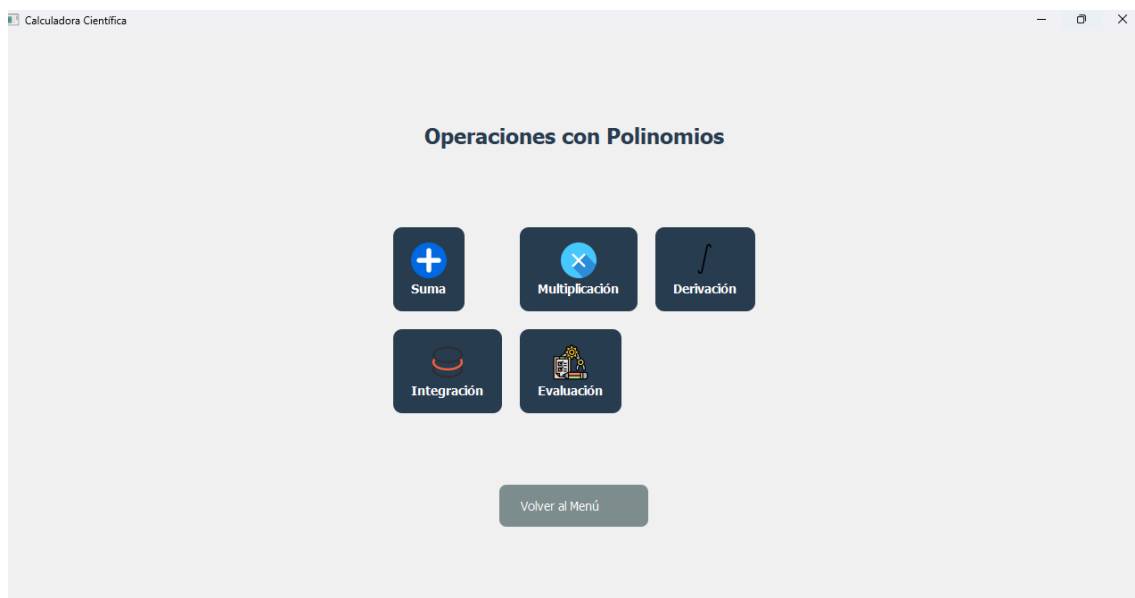 Calculadora Científica
Operaciones con Polinomios
Suma
Multiplicación
Derivación
Integración
Evaluación
Volver al Menú